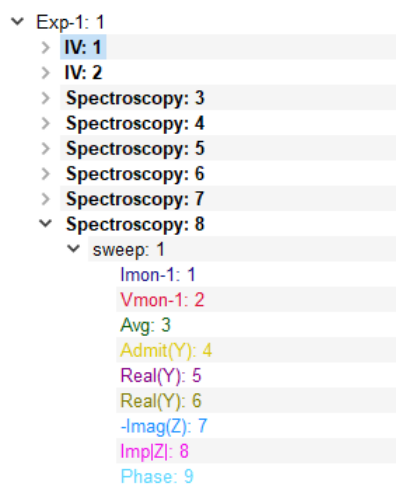 Exp-1: 1
IV: 1
IV: 2
Spectroscopy: 3
Spectroscopy: 4
Spectroscopy: 5
Spectroscopy: 6
Spectroscopy: 7
Spectroscopy: 8
sweep: 1
Imon-1: 1
Vmon-1: 2
Avg: 3
Admit(Y): 4
Real(Y): 5
Real(Y): 6
-Imag(Z): 7
Imp|Z|: 8
Phase: 9